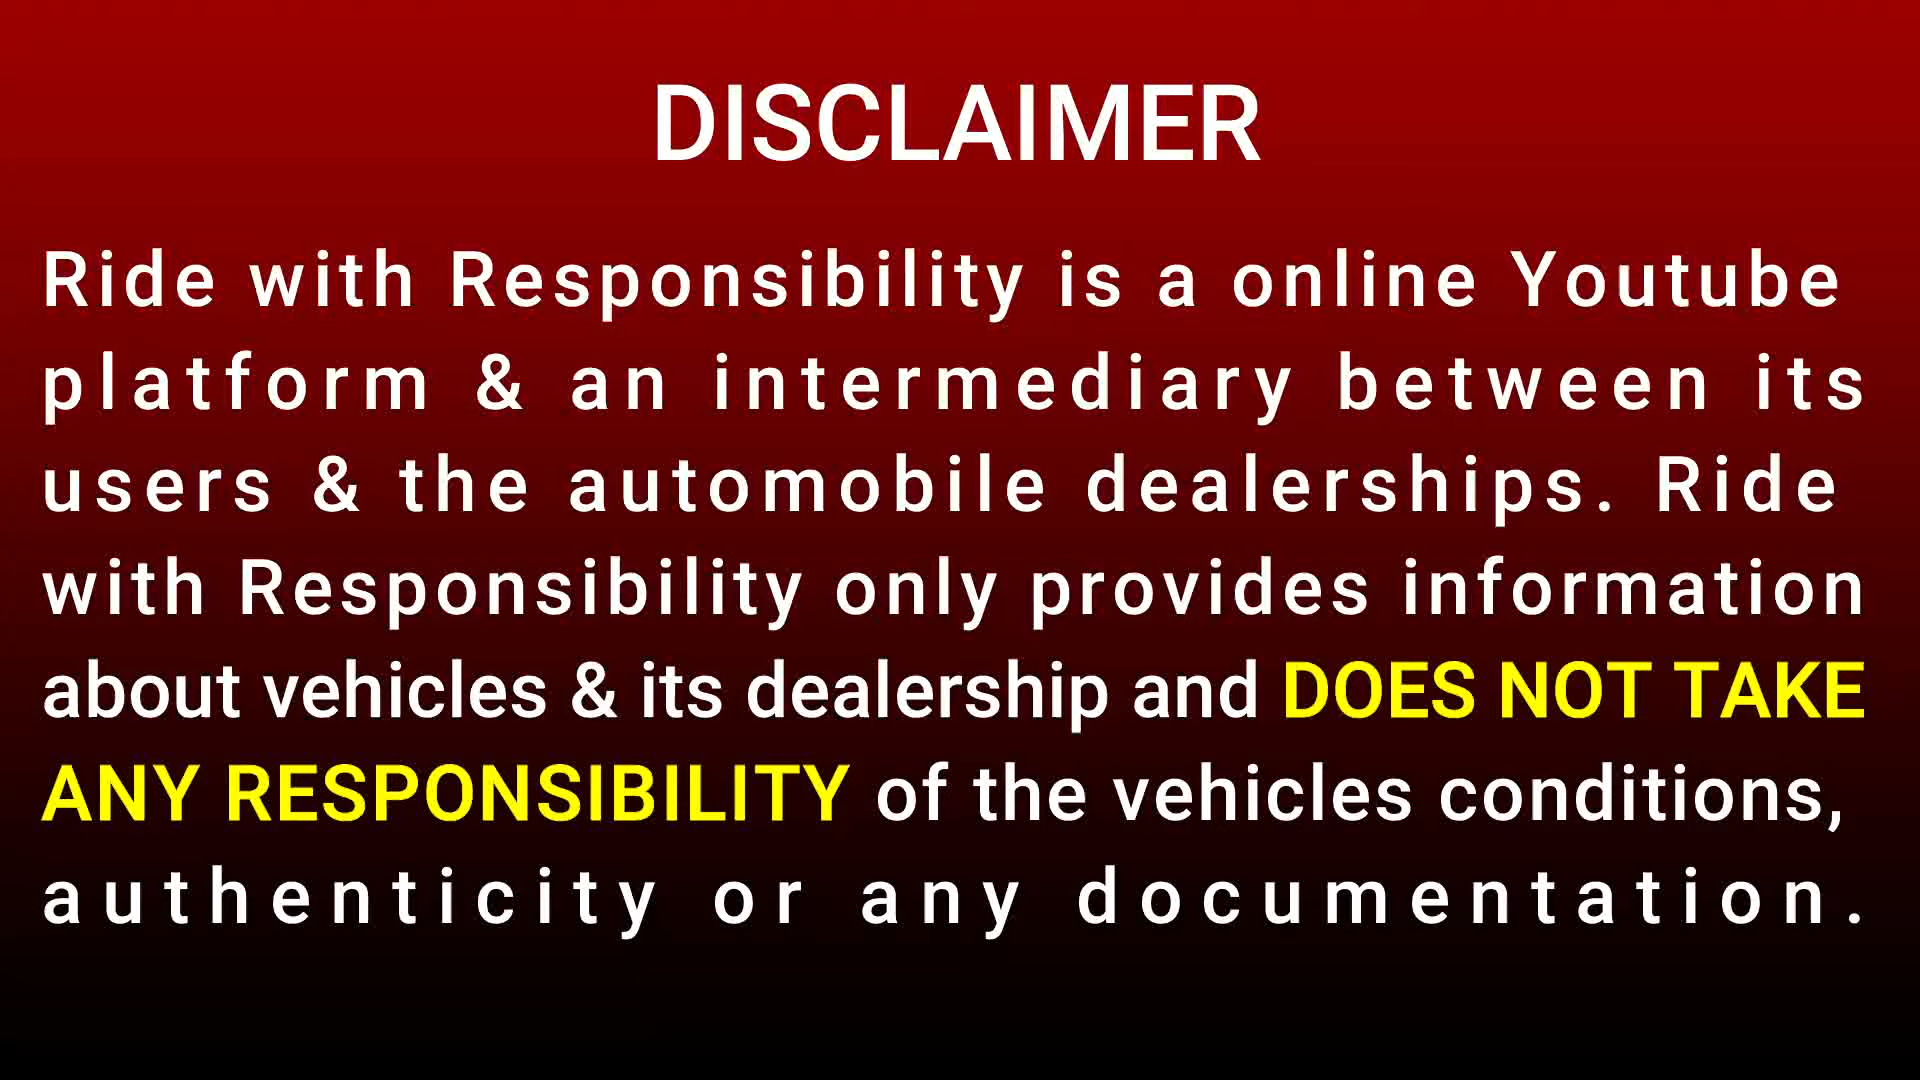 DISCLAIMER
Ride with Responsibility is a online Youtube
platform & an intermediary between its
users & the automobile dealerships. Ride
with Responsibility only provides information
about vehicles & its dealership and DOES NOT TAKE
ANY RESPONSIBILITY of the vehicles conditions,
authenticity or any documentation.